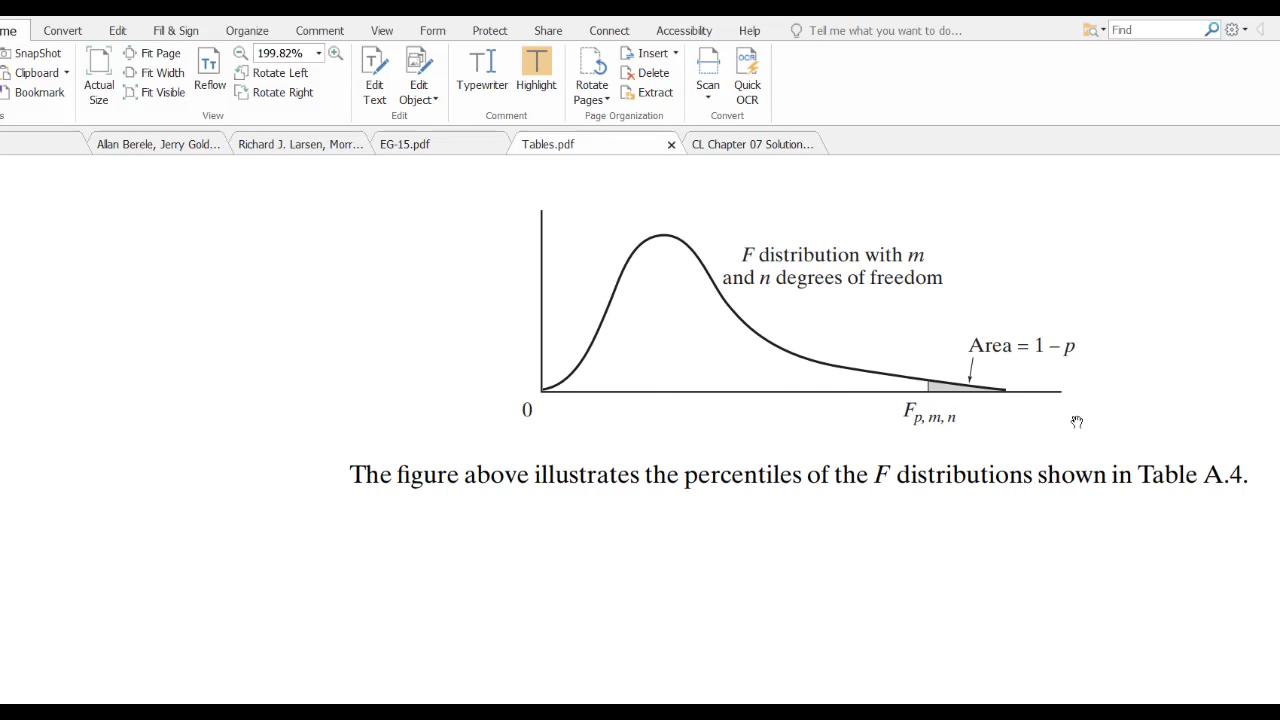 me Convert Edit Fill & Sign Organize Comment View Form Protect Share Connect Accessibility Help Tell me what you want to do... Find
SnapShot
Clipboard
Bookmark
s
Actual Size
Fit Page
Fit Width
Fit Visible
Reflow
199.82%
Rotate Left
Rotate Right
View
Edit Text
Edit Object
Edit
Typewriter
Highlight
Comment
Rotate Pages
Insert
Delete
Extract
Page Organization
Scan
Quick OCR
Convert
Allan Berele, Jerry Gold... Richard J. Larsen, Morr... EG-15.pdf Tables.pdf CL Chapter 07 Solution...
F distribution with m
and n degrees of freedom
Area = 1 – p
0
F p, m, n
The figure above illustrates the percentiles of the F distributions shown in Table A.4.